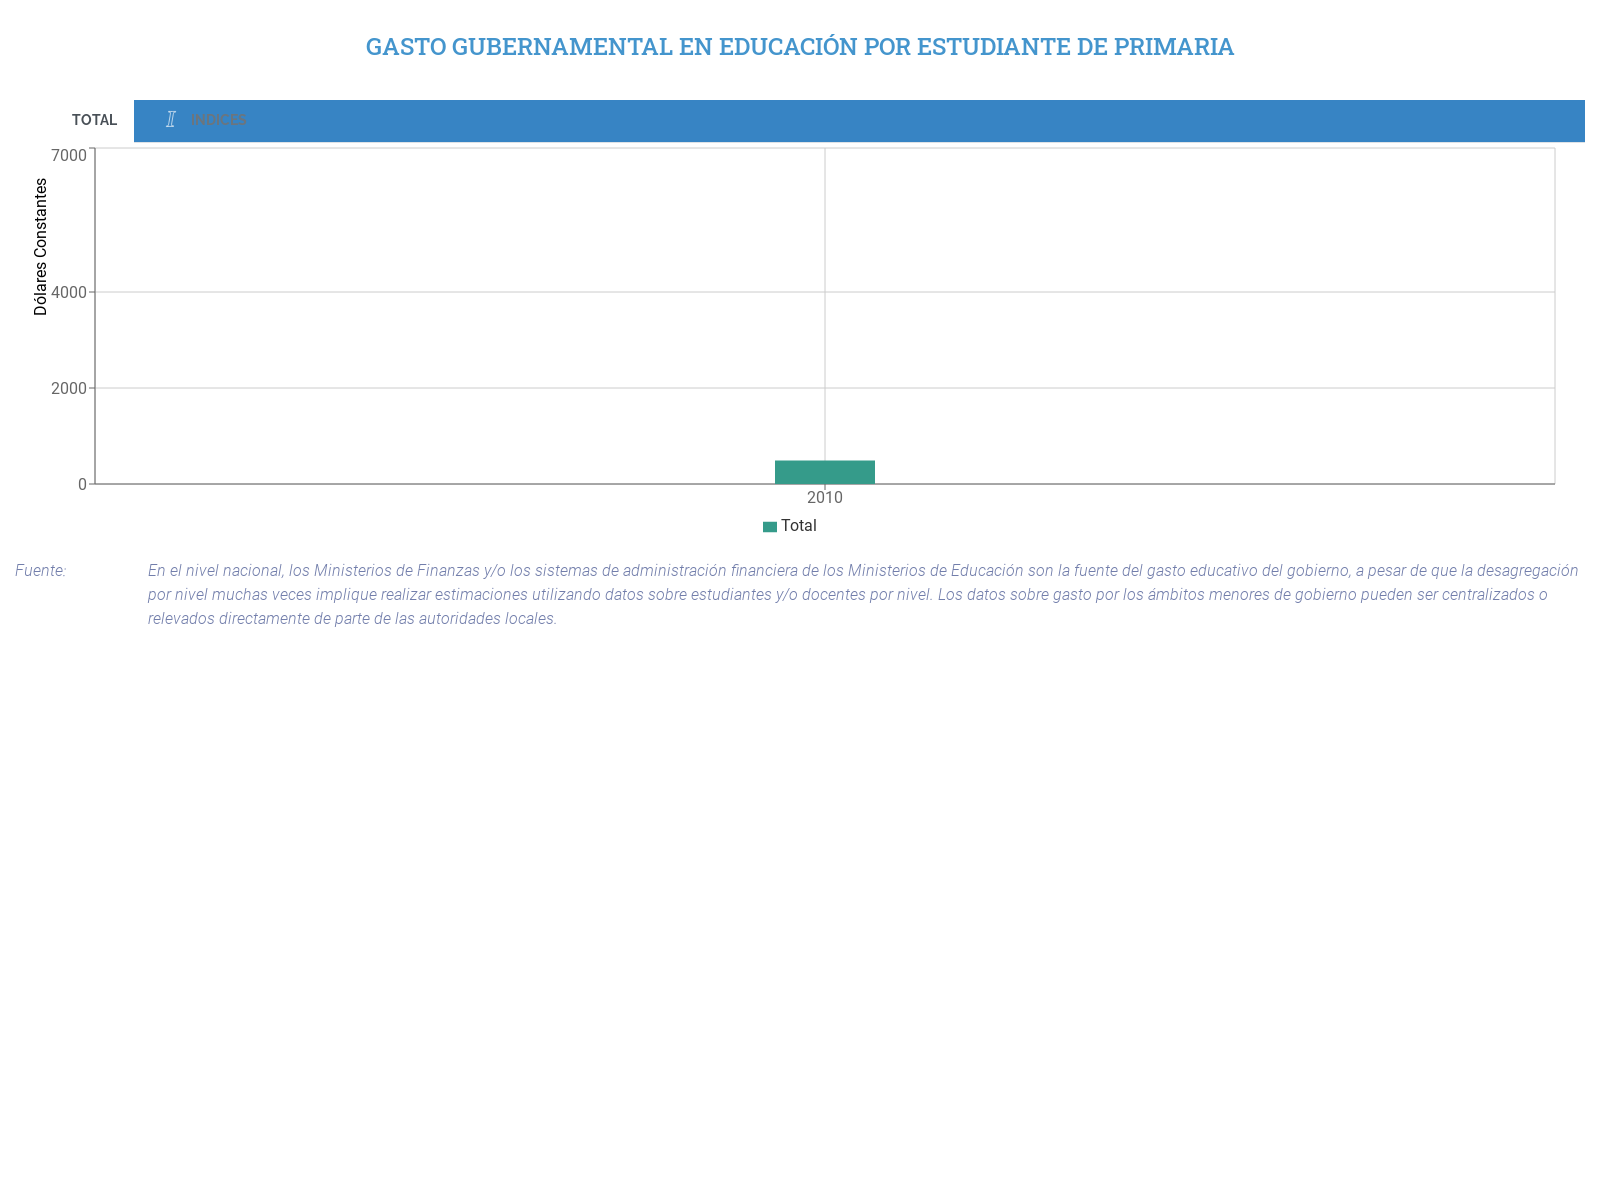 GASTO GUBERNAMENTAL EN EDUCACIÓN POR ESTUDIANTE DE PRIMARIA
TOTAL
INDICES
7000
Dólares Constantes
4000
2000
0
2010
Total
Fuente:
En el nivel nacional, los Ministerios de Finanzas y/o los sistemas de administración financiera de los Ministerios de Educación son la fuente del gasto educativo del gobierno, a pesar de que la desagregación
por nivel muchas veces implique realizar estimaciones utilizando datos sobre estudiantes y/o docentes por nivel. Los datos sobre gasto por los ámbitos menores de gobierno pueden ser centralizados o
relevados directamente de parte de las autoridades locales.